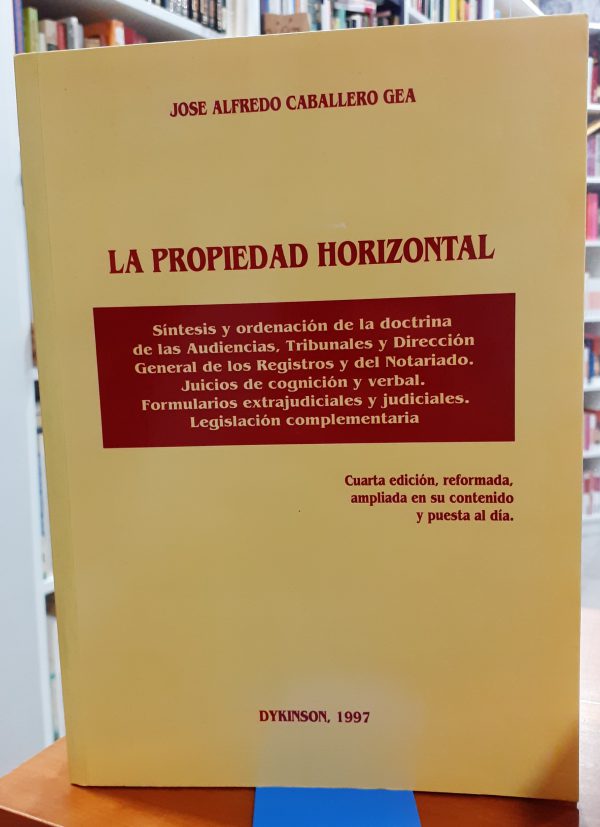 JOSE ALFREDO CABALLERO GEA
LA PROPIEDAD HORIZONTAL
Síntesis y ordenación de la doctrina
de las Audiencias, Tribunales y Dirección
General de los Registros y del Notariado.
Juicios de cognición y verbal.
Formularios extrajudiciales y judiciales.
Legislación complementaria
Cuarta edición, reformada,
ampliada en su contenido
y puesta al día.
DYKINSON, 1997